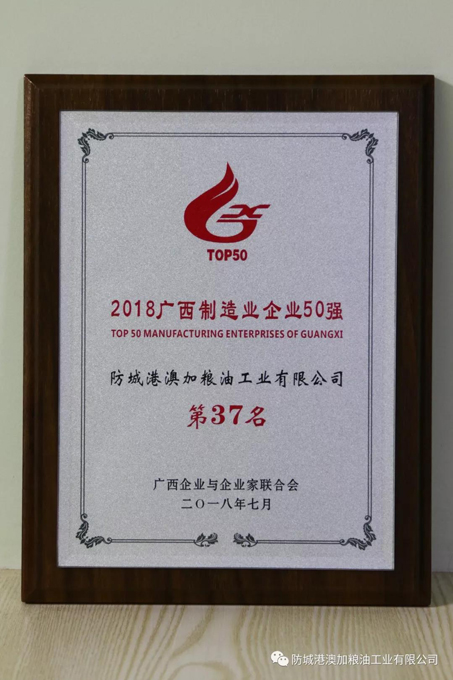 TOP50
2018广西制造业企业50强
TOP 50 MANUFACTURING ENTERPRISES OF GUANGXI
防城港澳加粮油工业有限公司
第37名
广西企业与企业家联合会
二〇一八年七月
防城港澳加粮油工业有限公司